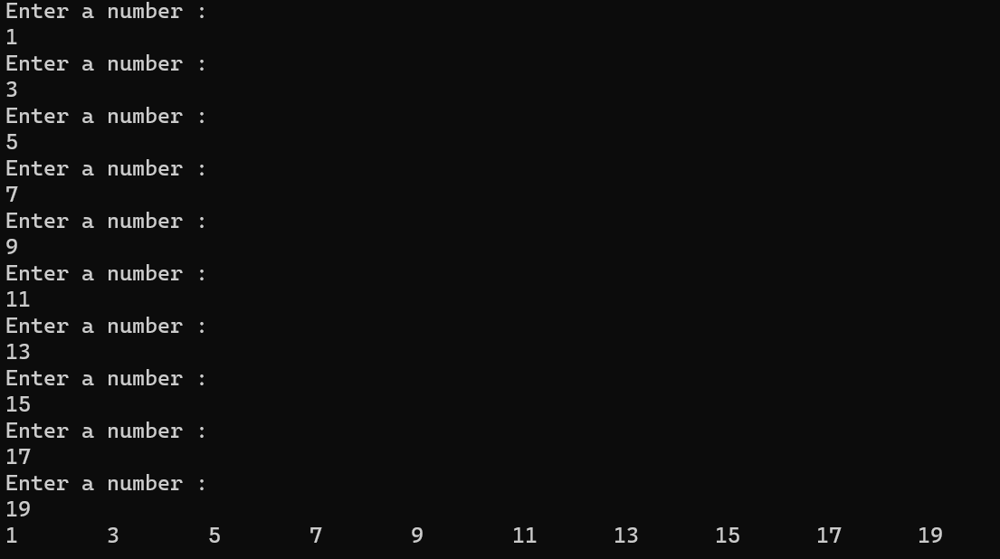 Enter a number :
1
Enter a number :
3
Enter a number :
5
Enter a number :
7
Enter a number :
9
Enter a number :
11
Enter a number :
13
Enter a number :
15
Enter a number :
17
Enter a number :
19
1       3       5       7       9       11      13      15      17      19